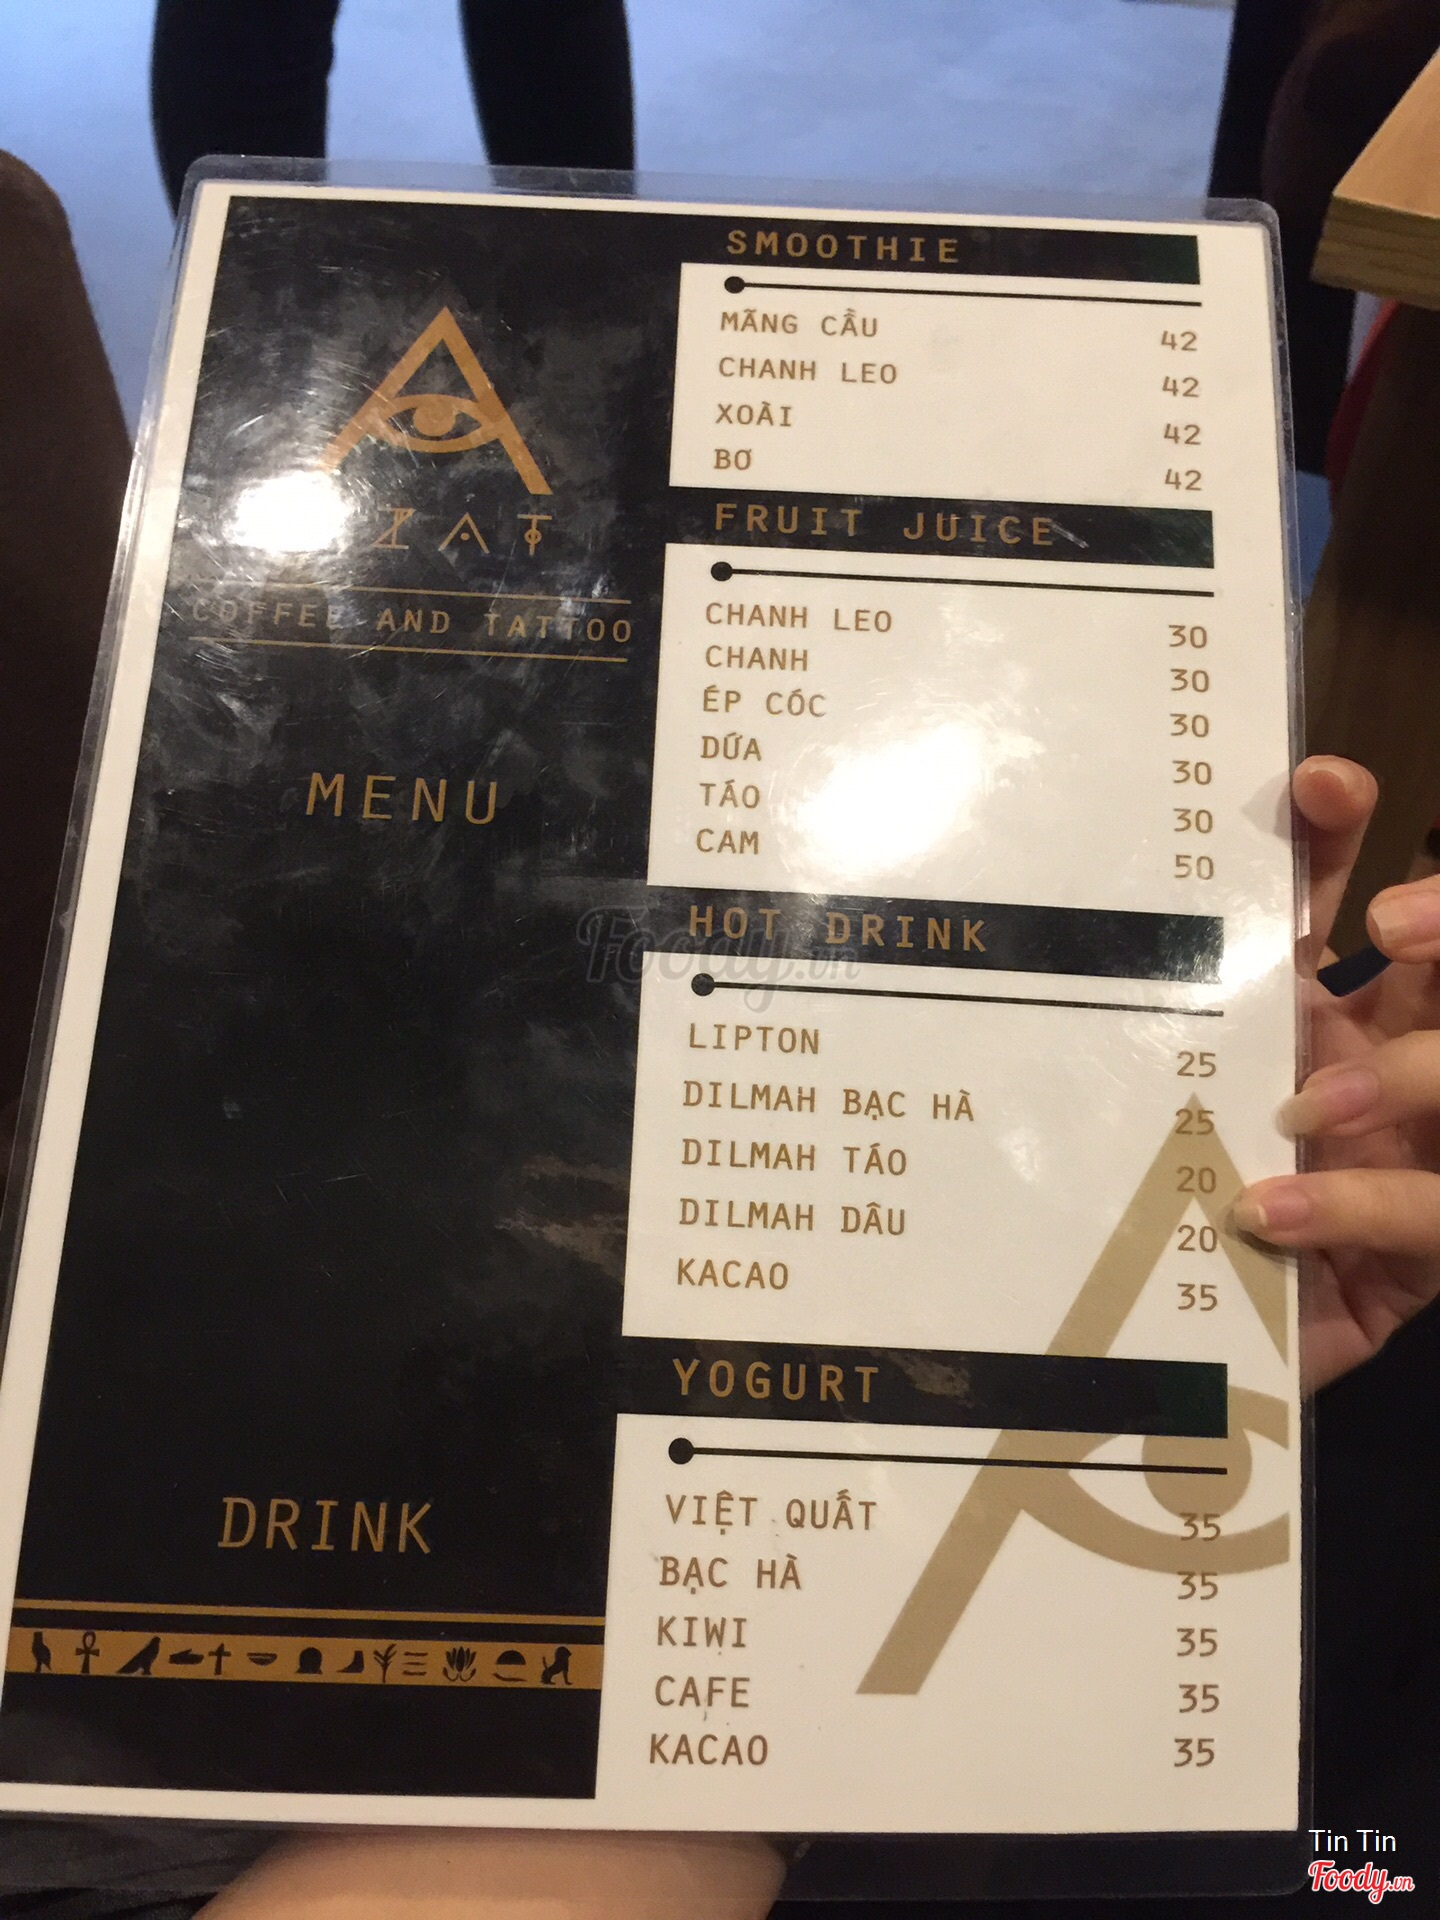 ZAT
COFFEE AND TATTOO
MENU
DRINK
SMOOTHIE
MÃNG CẦU 42
CHANH LEO 42
XOÀI 42
BƠ 42
FRUIT JUICE
CHANH LEO 30
CHANH 30
ÉP CÓC 30
DỨA 30
TÁO 30
CAM 50
HOT DRINK
LIPTON 25
DILMAH BẠC HÀ 25
DILMAH TÁO 20
DILMAH DÂU 20
KACAO 35
YOGURT
VIỆT QUẤT 35
BẠC HÀ 35
KIWI 35
CAFE 35
KACAO 35
Foody.vn
Tin Tin
Foody.vn